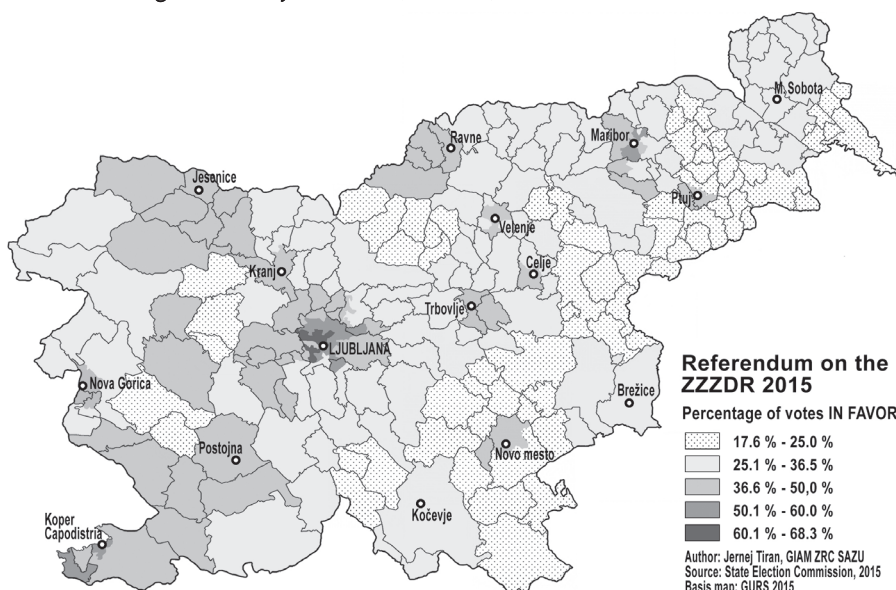 Jesenice
Ravne
Maribor
M. Sobota
Ptuj
Velenje
Kranj
Celje
Trbovlje
LJUBLJANA
Nova Gorica
Brežice
Postojna
Novo mesto
Kočevje
Koper
Capodistria
Referendum on the
ZZZDR 2015
Percentage of votes IN FAVOR
17.6 % - 25.0 %
25.1 % - 36.5 %
36.6 % - 50,0 %
50.1 % - 60.0 %
60.1 % - 68.3 %
Author: Jernej Tiran, GIAM ZRC SAZU
Source: State Election Commission, 2015
Basis map: GURS 2015